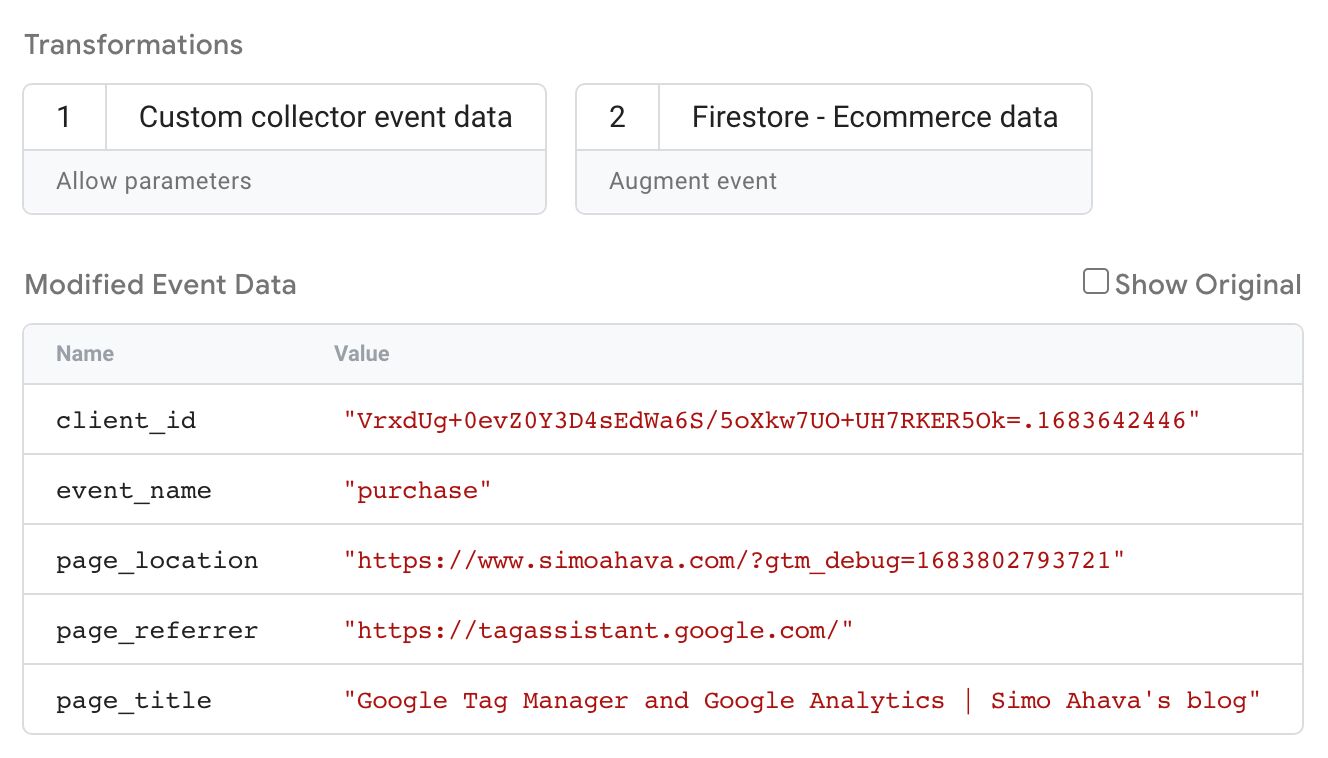 Transformations
1 Custom collector event data 2 Firestore - Ecommerce data
Allow parameters Augment event
Modified Event Data Show Original
Name Value
client_id "VrxdUg+0evZ0Y3D4sEdWa6S/5oXkw7UO+UH7RKER5Ok=.1683642446"
event_name "purchase"
page_location "https://www.simoahava.com/?gtm_debug=1683802793721"
page_referrer "https://tagassistant.google.com/"
page_title "Google Tag Manager and Google Analytics | Simo Ahava's blog"